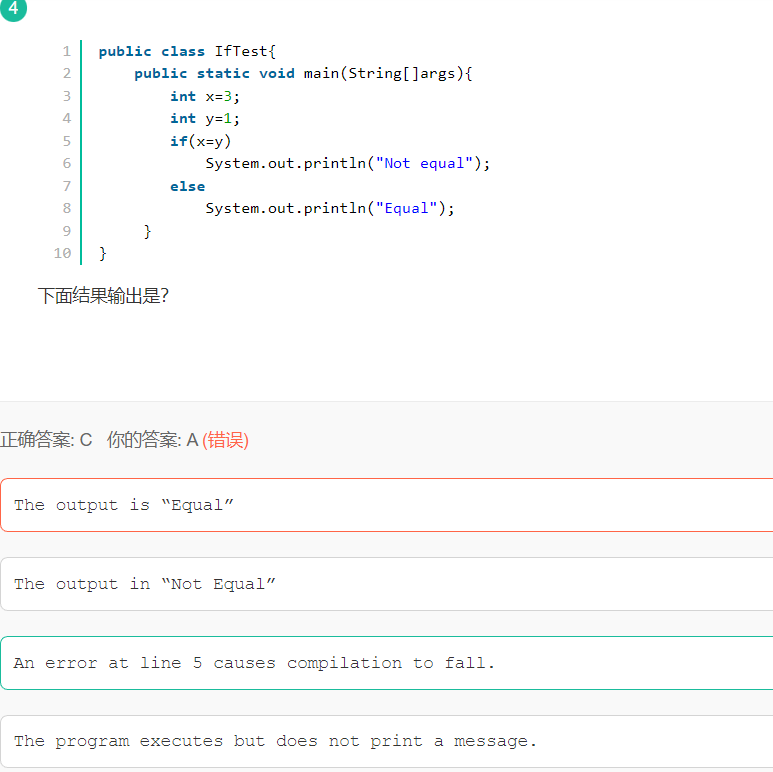 4
1 public class IfTest{
2     public static void main(String[]args){
3         int x=3;
4         int y=1;
5         if(x=y)
6             System.out.println("Not equal");
7         else
8             System.out.println("Equal");
9      }
10 }
下面结果输出是?
正确答案: C 你的答案: A (错误)
The output is “Equal”
The output in “Not Equal”
An error at line 5 causes compilation to fall.
The program executes but does not print a message.